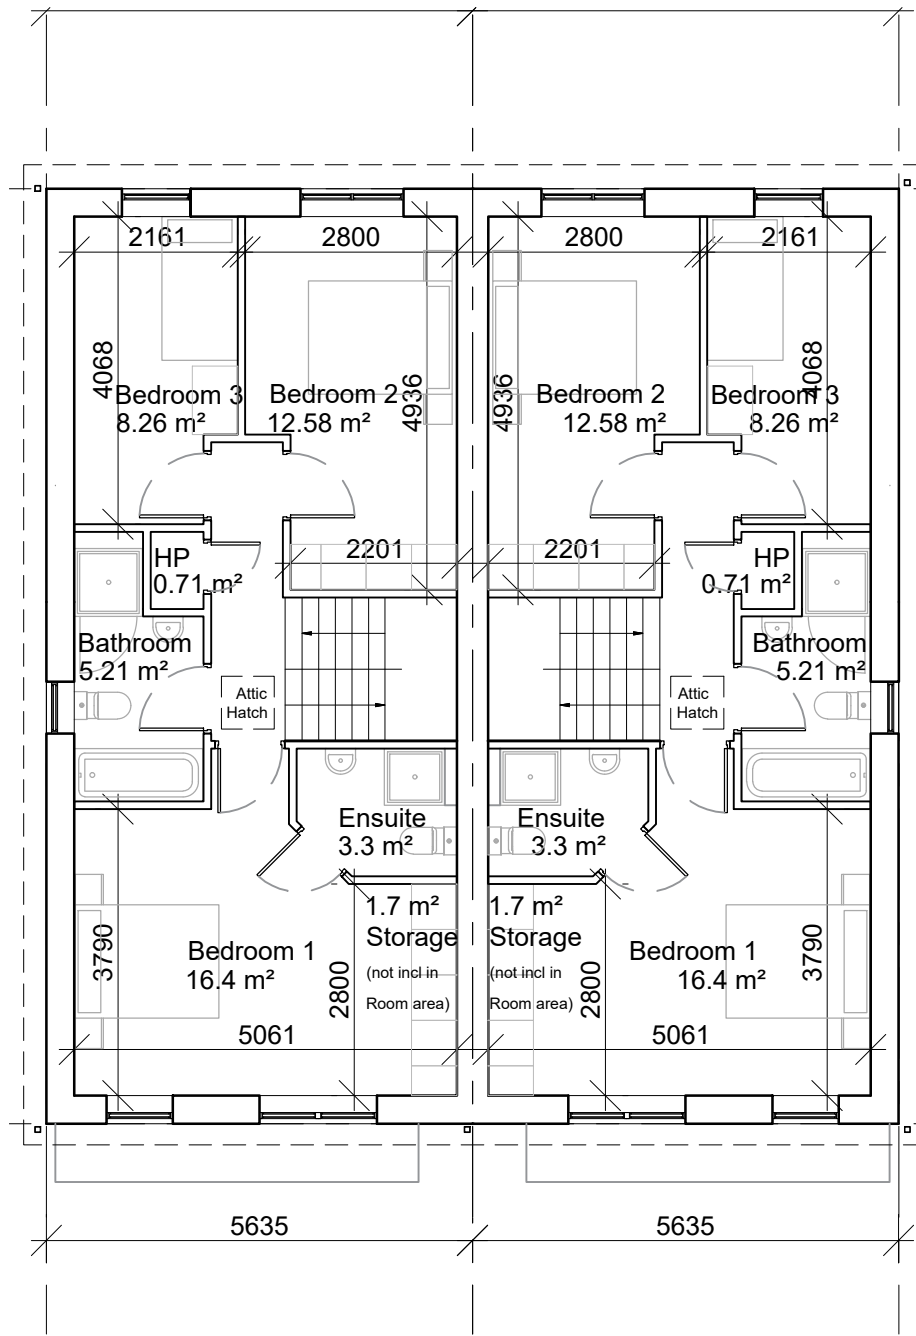 2161
2800
2800
2161
4068
4936
4936
4068
Bedroom 3
8.26 m²
Bedroom 2
12.58 m²
Bedroom 2
12.58 m²
Bedroom 3
8.26 m²
2201
2201
HP
0.71 m²
HP
0.71 m²
Bathroom
5.21 m²
Bathroom
5.21 m²
Attic
Hatch
Attic
Hatch
Ensuite
3.3 m²
Ensuite
3.3 m²
1.7 m²
Storage
(not incl in
Room area)
1.7 m²
Storage
(not incl in
Room area)
3790
Bedroom 1
16.4 m²
2800
2800
Bedroom 1
16.4 m²
3790
5061
5061
5635
5635